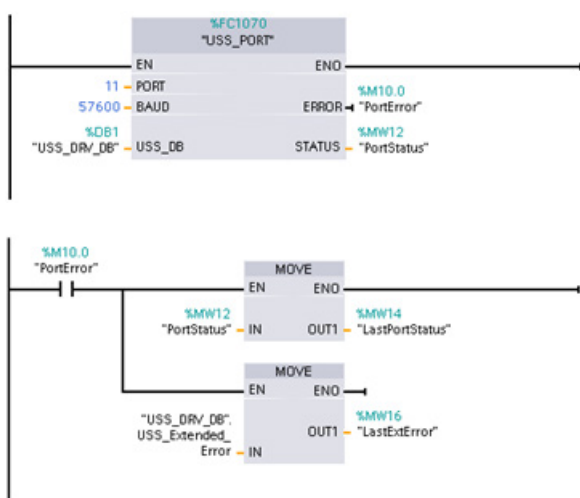 %FC1070
"USS_PORT"
EN ENO
11 PORT
57600 BAUD
%M10.0
ERROR "PortError"
%DB1
"USS_DRV_DB" USS_DB
%MW12
STATUS "PortStatus"
%M10.0
"PortError"
MOVE
EN ENO
%MW12
"PortStatus" IN
%MW14
OUT1 "LastPortStatus"
MOVE
EN ENO
"USS_DRV_DB".
USS_Extended_
Error IN
%MW16
OUT1 "LastExtError"